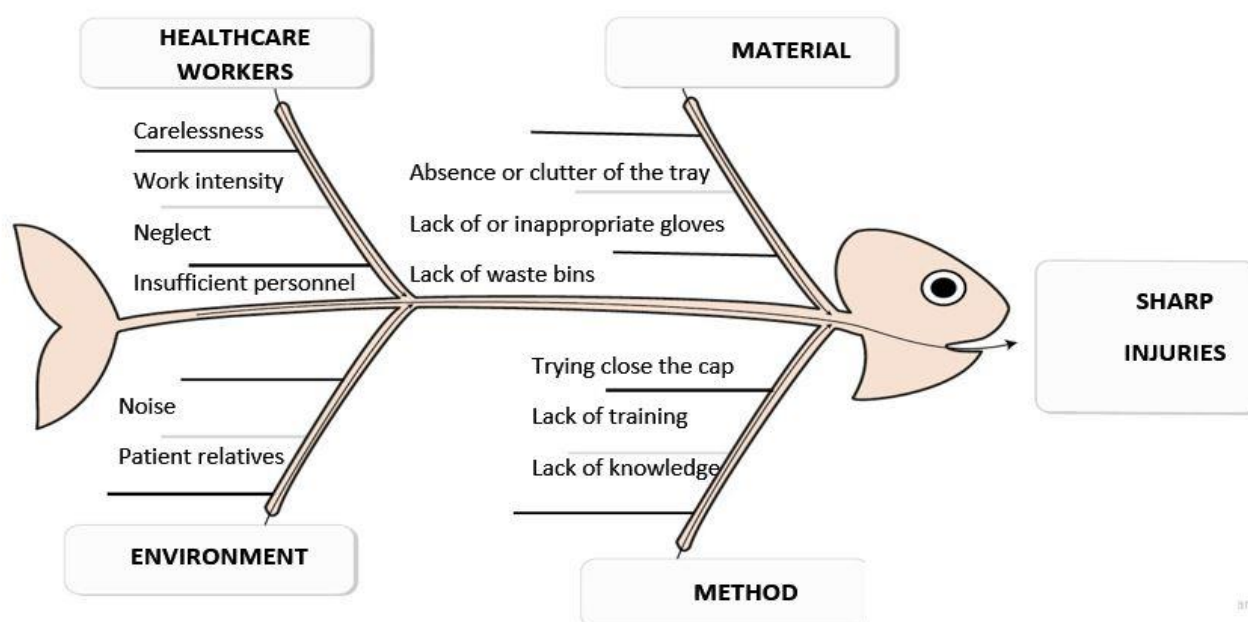 HEALTHCARE
WORKERS
Carelessness
Work intensity
Neglect
Insufficient personnel
MATERIAL
Absence or clutter of the tray
Lack of or inappropriate gloves
Lack of waste bins
SHARP
INJURIES
Noise
Patient relatives
ENVIRONMENT
Trying close the cap
Lack of training
Lack of knowledge
METHOD